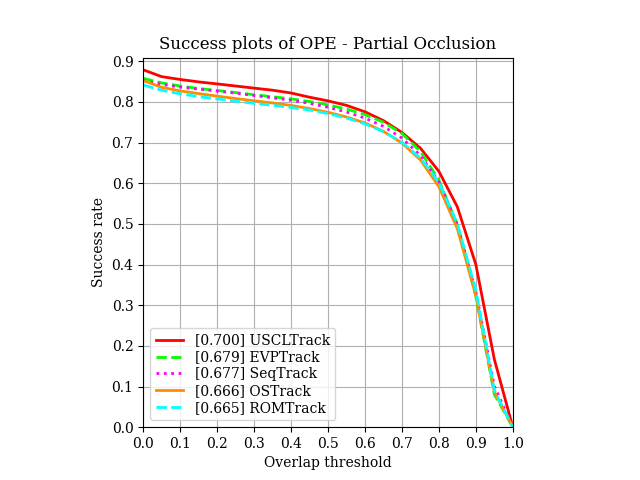 Success plots of OPE - Partial Occlusion
Success rate
0.9
0.8
0.7
0.6
0.5
0.4
0.3
0.2
0.1
0.0
[0.700] USCLTrack
[0.679] EVPTrack
[0.677] SeqTrack
[0.666] OSTrack
[0.665] ROMTrack
0.0 0.1 0.2 0.3 0.4 0.5 0.6 0.7 0.8 0.9 1.0
Overlap threshold